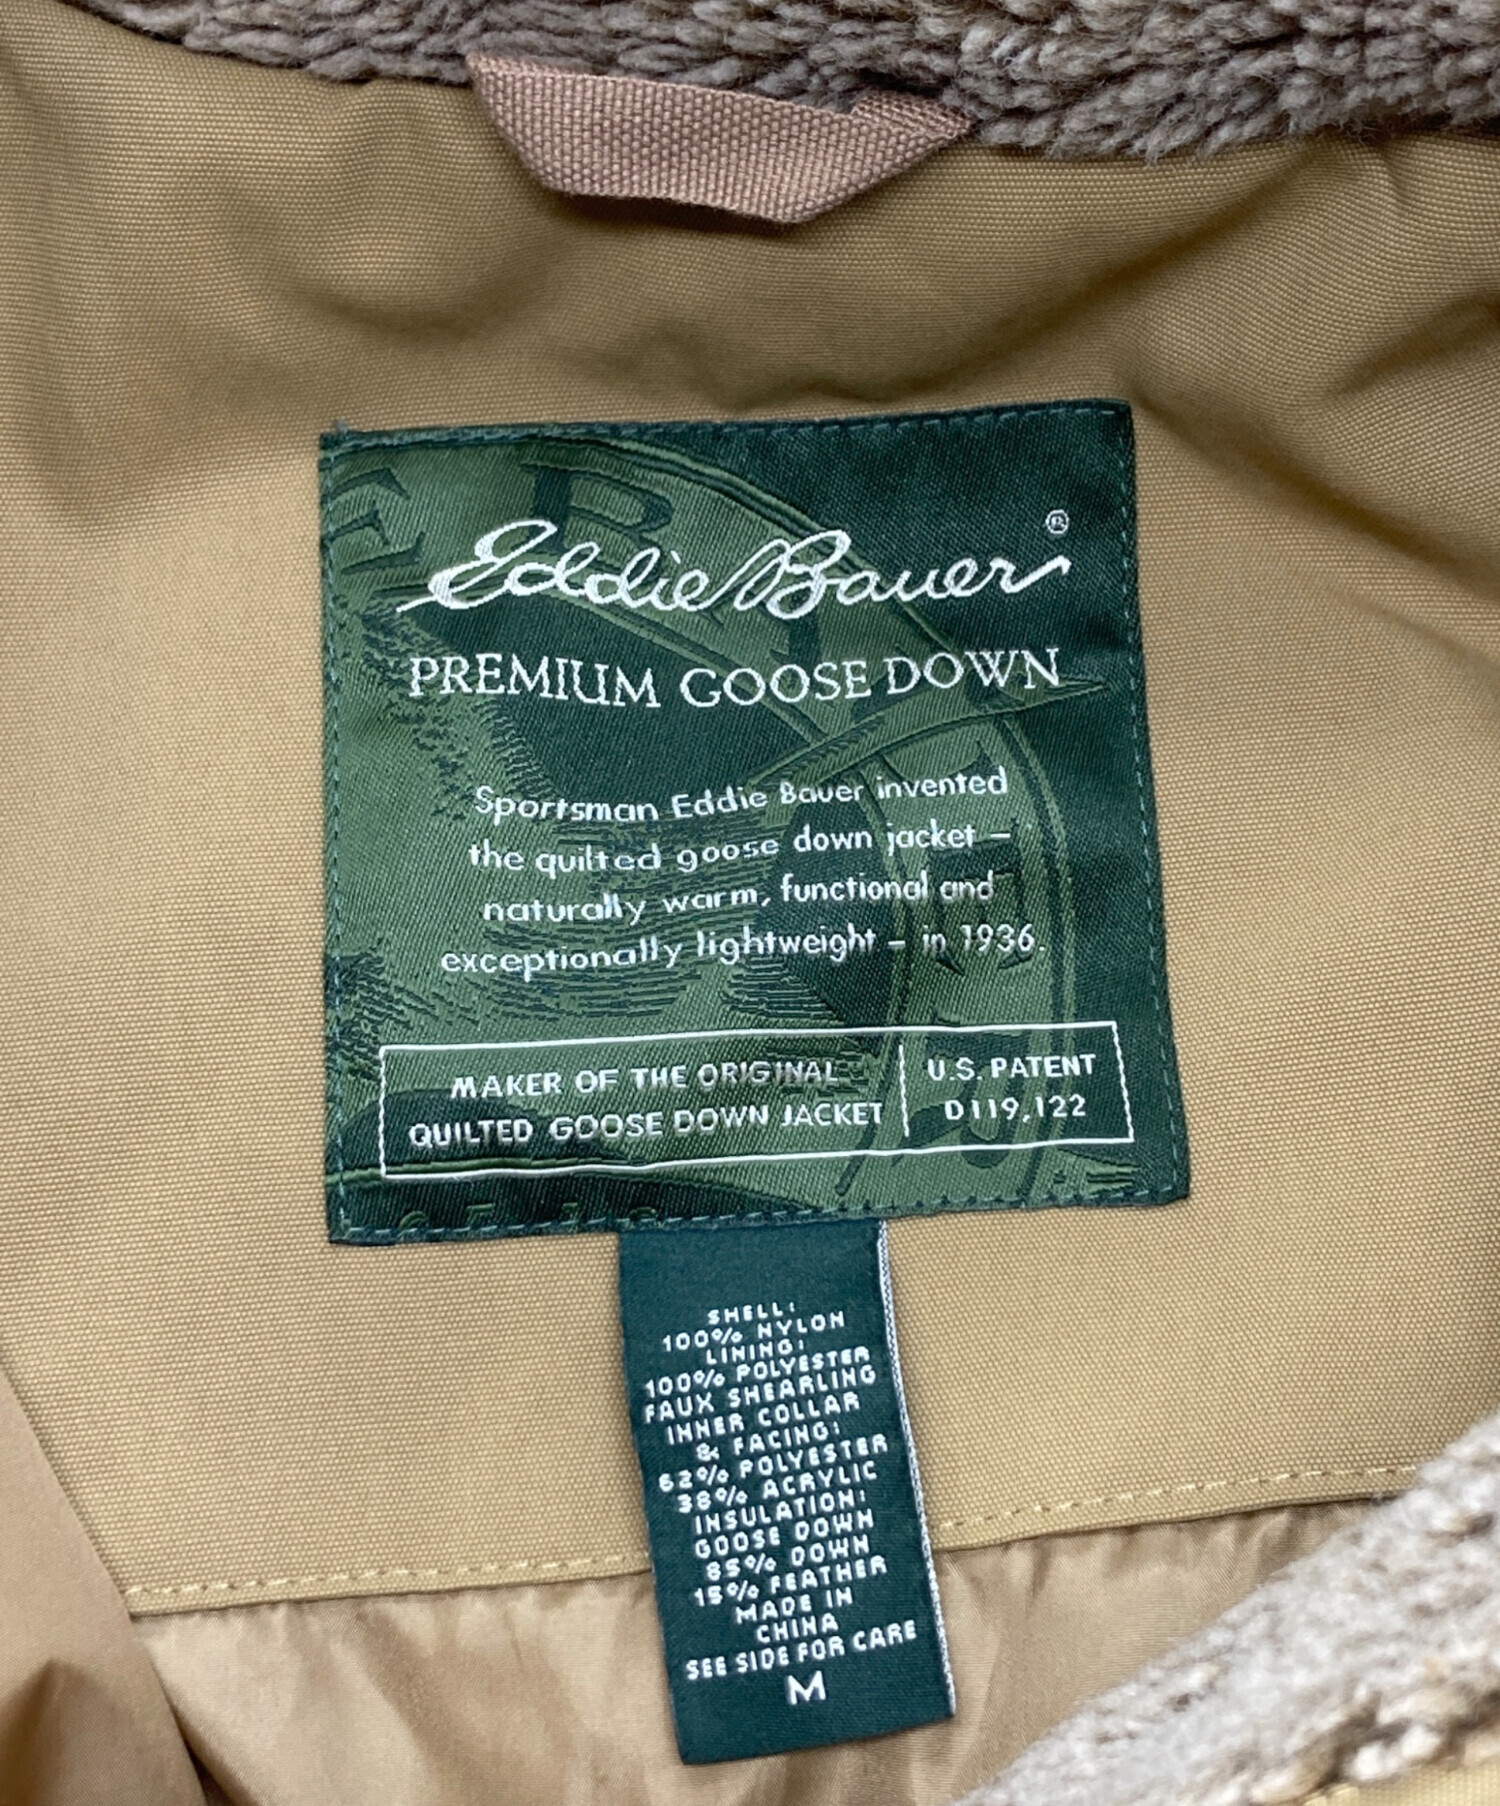 Eddie Bauer®
PREMIUM GOOSE DOWN
Sportsman Eddie Bauer invented
the quilted goose down jacket –
naturally warm, functional and
exceptionally lightweight – in 1936.
MAKER OF THE ORIGINAL
QUILTED GOOSE DOWN JACKET
U.S. PATENT
D119,122
SHELL:
100% NYLON
LINING:
100% POLYESTER
FAUX SHEARLING
INNER COLLAR
& FACING:
62% POLYESTER
38% ACRYLIC
INSULATION:
GOOSE DOWN
85% DOWN
15% FEATHER
MADE IN
CHINA
SEE SIDE FOR CARE
M